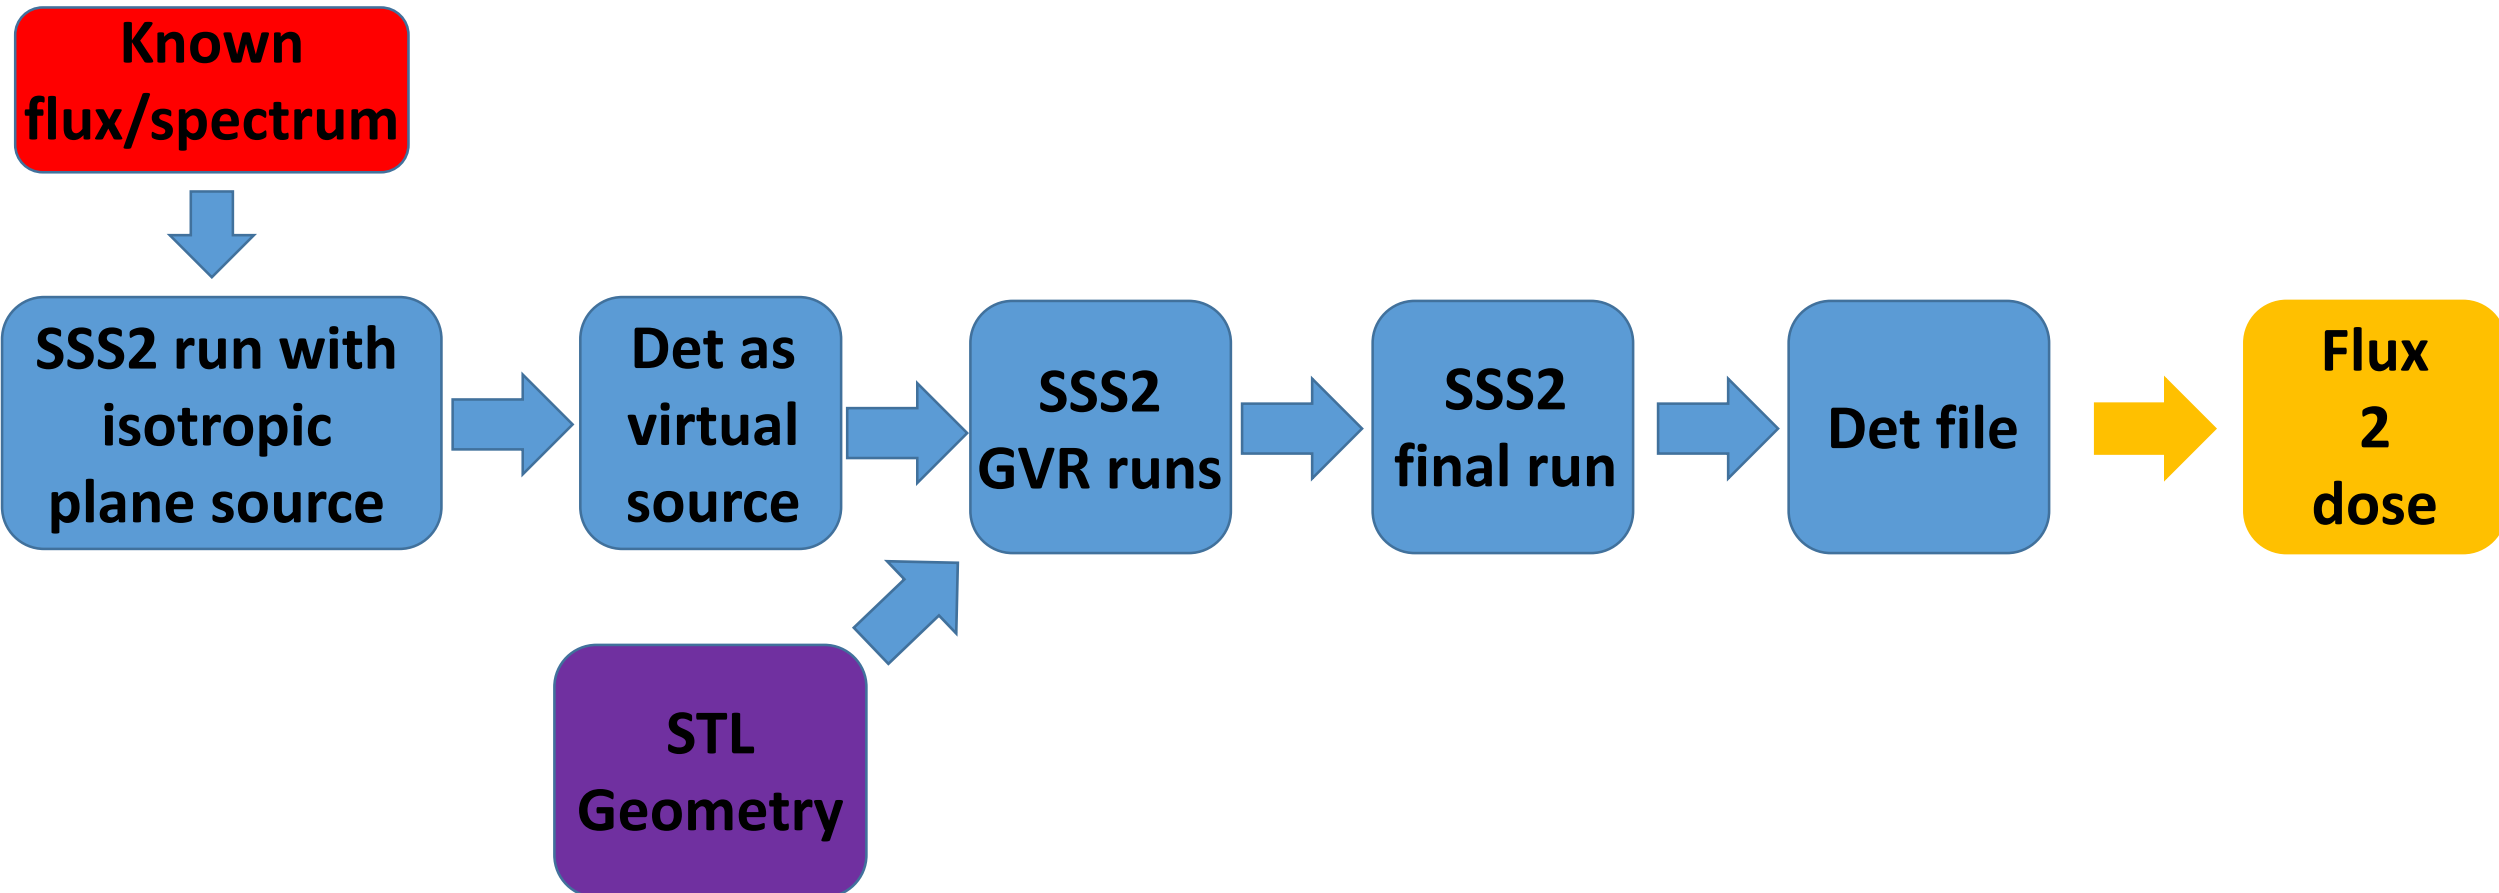 Known
flux/spectrum
SSS2 run with
isotropic
planes source
Det as
virtual
source
SSS2
GVR runs
SSS2
final run
Det file
Flux
2
dose
STL
Geometry